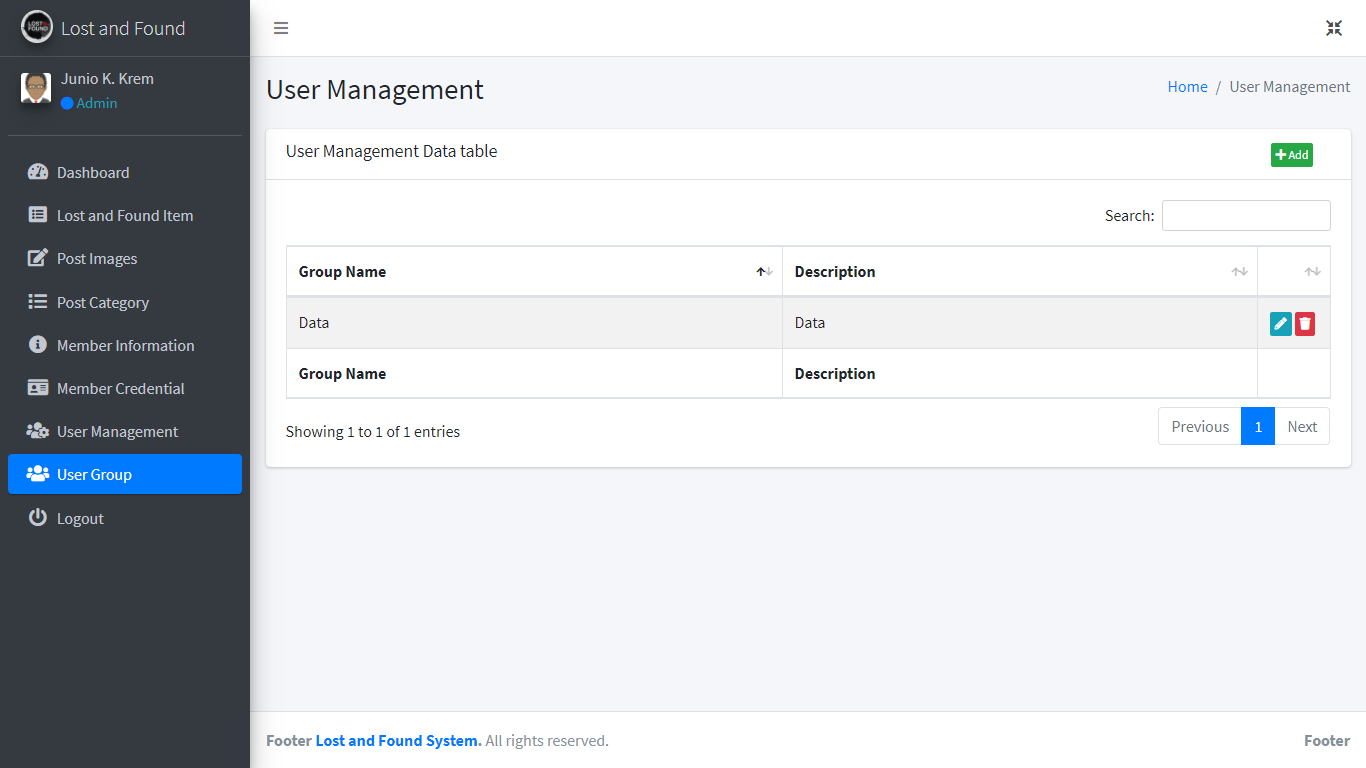 LOST FOUND
Lost and Found
Junio K. Krem
Admin
Dashboard
Lost and Found Item
Post Images
Post Category
Member Information
Member Credential
User Management
User Group
Logout
User Management
Home / User Management
User Management Data table
Add
Search:
Group Name Description
Data Data
Group Name Description
Showing 1 to 1 of 1 entries
Previous 1 Next
Footer Lost and Found System. All rights reserved.
Footer